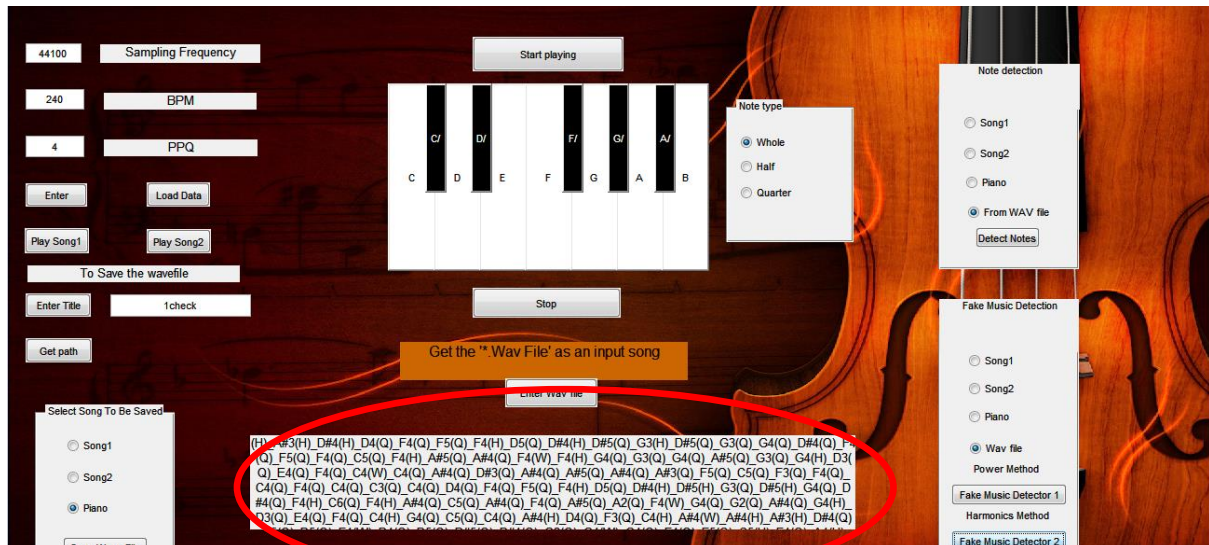 44100
Sampling Frequency
240
BPM
4
PPQ
Enter
Load Data
Play Song1
Play Song2
To Save the wavefile
Enter Title
1check
Get path
Select Song To Be Saved
Song1
Song2
Piano
Start playing
C/ D/ F/ G/ A/
C D E F G A B
Stop
Get the '*.Wav File' as an input song
Enter Wav file
(H)_A#3(H)_D#4(H)_D4(Q)_F4(Q)_F5(Q)_F4(H)_D5(Q)_D#4(H)_D#5(Q)_G3(H)_D#5(Q)_G3(Q)_G4(Q)_D#4(Q)_F4
(Q)_F5(Q)_F4(Q)_C5(Q)_F4(H)_A#5(Q)_A#4(Q)_F4(W)_F4(H)_G4(Q)_G3(Q)_G4(Q)_A#5(Q)_G3(Q)_G4(H)_D3(
Q)_E4(Q)_F4(Q)_C4(W)_C4(Q)_A#4(Q)_D#3(Q)_A#4(Q)_A#5(Q)_A#4(Q)_A#3(Q)_F5(Q)_C5(Q)_F3(Q)_F4(Q)_
C4(Q)_F4(Q)_C4(Q)_C3(Q)_C4(Q)_D4(Q)_F4(Q)_F5(Q)_F4(H)_D5(Q)_D#4(H)_D#5(H)_G3(Q)_D#5(H)_G4(Q)_D
#4(Q)_F4(H)_C6(Q)_F4(H)_A#4(Q)_C5(Q)_A#4(Q)_F4(Q)_A#5(Q)_A2(Q)_F4(W)_G4(Q)_G2(Q)_A#4(Q)_G4(H)_
D3(Q)_E4(Q)_F4(Q)_C4(H)_G4(Q)_C5(Q)_C4(Q)_A#4(H)_D4(Q)_F3(Q)_C4(H)_A#4(W)_A#4(H)_A#3(H)_D#4(Q)
Note type
Whole
Half
Quarter
Note detection
Song1
Song2
Piano
From WAV file
Detect Notes
Fake Music Detection
Song1
Song2
Piano
Wav file
Power Method
Fake Music Detector 1
Harmonics Method
Fake Music Detector 2